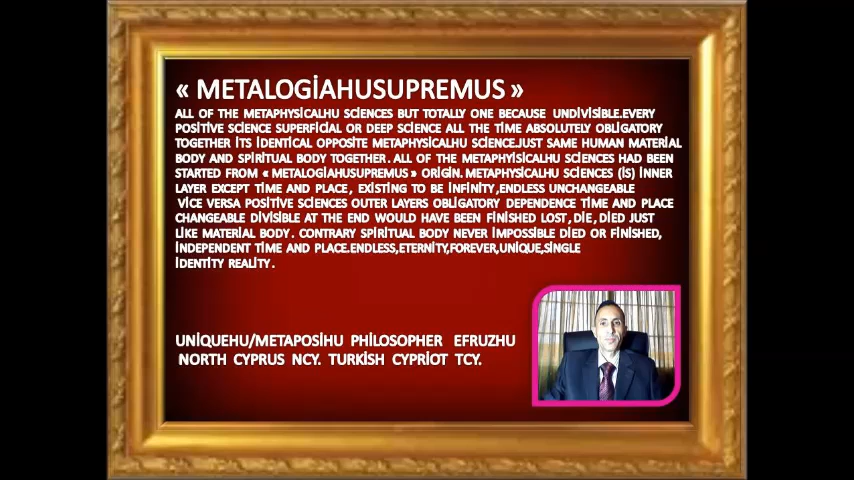 « METALOGİAHUSUPREMUS »
ALL OF THE METAPHYSİCALHU SCİENCES BUT TOTALLY ONE BECAUSE UNDİVİSİBLE.EVERY
POSİTİVE SCİENCE SUPERFİCİAL OR DEEP SCİENCE ALL THE TİME ABSOLUTELY OBLİGATORY
TOGETHER İTS İDENTİCAL OPPOSİTE METAPHYSİCALHU SCİENCE.JUST SAME HUMAN MATERİAL
BODY AND SPİRİTUAL BODY TOGETHER. ALL OF THE METAPHYİSİCALHU SCİENCES HAD BEEN
STARTED FROM « METALOGİAHUSUPREMUS » ORİGİN. METAPHYSİCALHU SCİENCES (İS) İNNER
LAYER EXCEPT TİME AND PLACE, EXİSTİNG TO BE İNFİNİTY,ENDLESS UNCHANGEABLE
VİCE VERSA POSİTİVE SCİENCES OUTER LAYERS OBLİGATORY DEPENDENCE TİME AND PLACE
CHANGEABLE DİVİSİBLE AT THE END WOULD HAVE BEEN FİNİSHED LOST, DİE, DİED JUST
LİKE MATERİAL BODY. CONTRARY SPİRİTUAL BODY NEVER İMPOSSİBLE DİED OR FİNİSHED,
İNDEPENDENT TİME AND PLACE.ENDLESS,ETERNİTY,FOREVER,UNİQUE,SİNGLE
İDENTİTY REALİTY.
UNİQUEHU/METAPOSİHU PHİLOSOPHER EFRUZHU
NORTH CYPRUS NCY. TURKİSH CYPRİOT TCY.